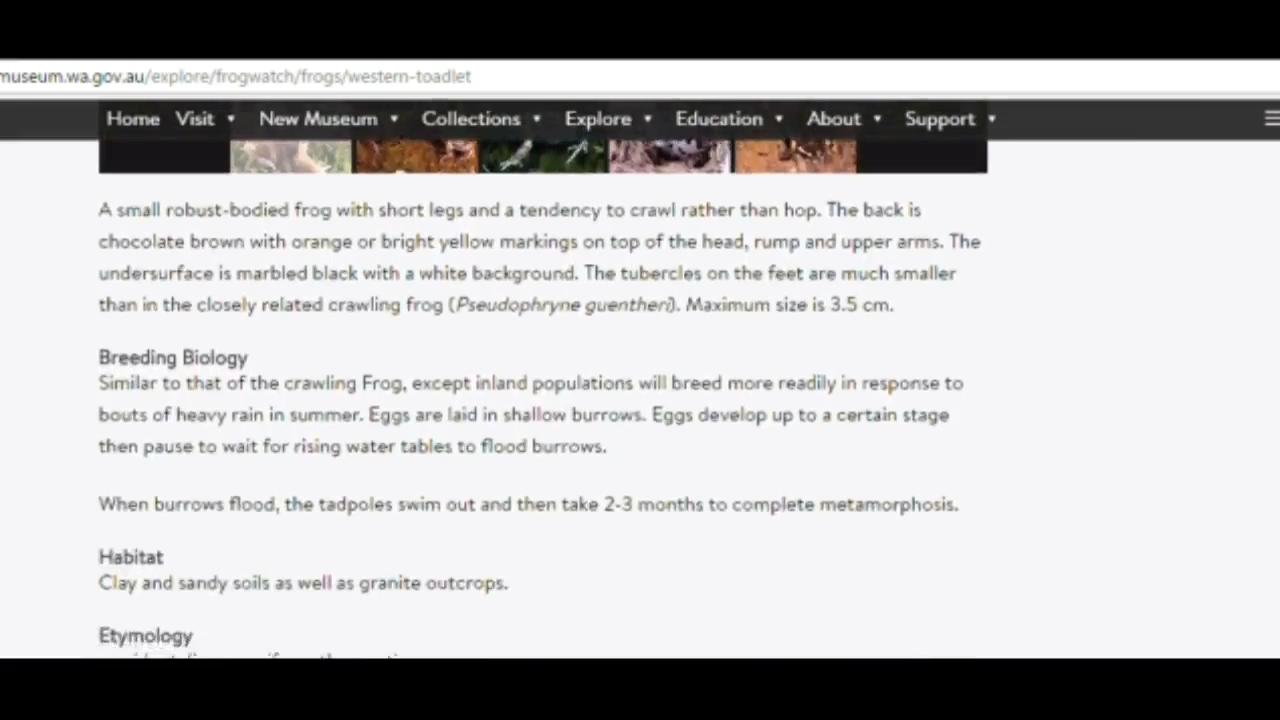 museum.wa.gov.au/explore/frogwatch/frogs/western-toadlet
Home Visit New Museum Collections Explore Education About Support
A small robust-bodied frog with short legs and a tendency to crawl rather than hop. The back is
chocolate brown with orange or bright yellow markings on top of the head, rump and upper arms. The
undersurface is marbled black with a white background. The tubercles on the feet are much smaller
than in the closely related crawling frog (Pseudophryne guentheri). Maximum size is 3.5 cm.
Breeding Biology
Similar to that of the crawling Frog, except inland populations will breed more readily in response to
bouts of heavy rain in summer. Eggs are laid in shallow burrows. Eggs develop up to a certain stage
then pause to wait for rising water tables to flood burrows.
When burrows flood, the tadpoles swim out and then take 2-3 months to complete metamorphosis.
Habitat
Clay and sandy soils as well as granite outcrops.
Etymology